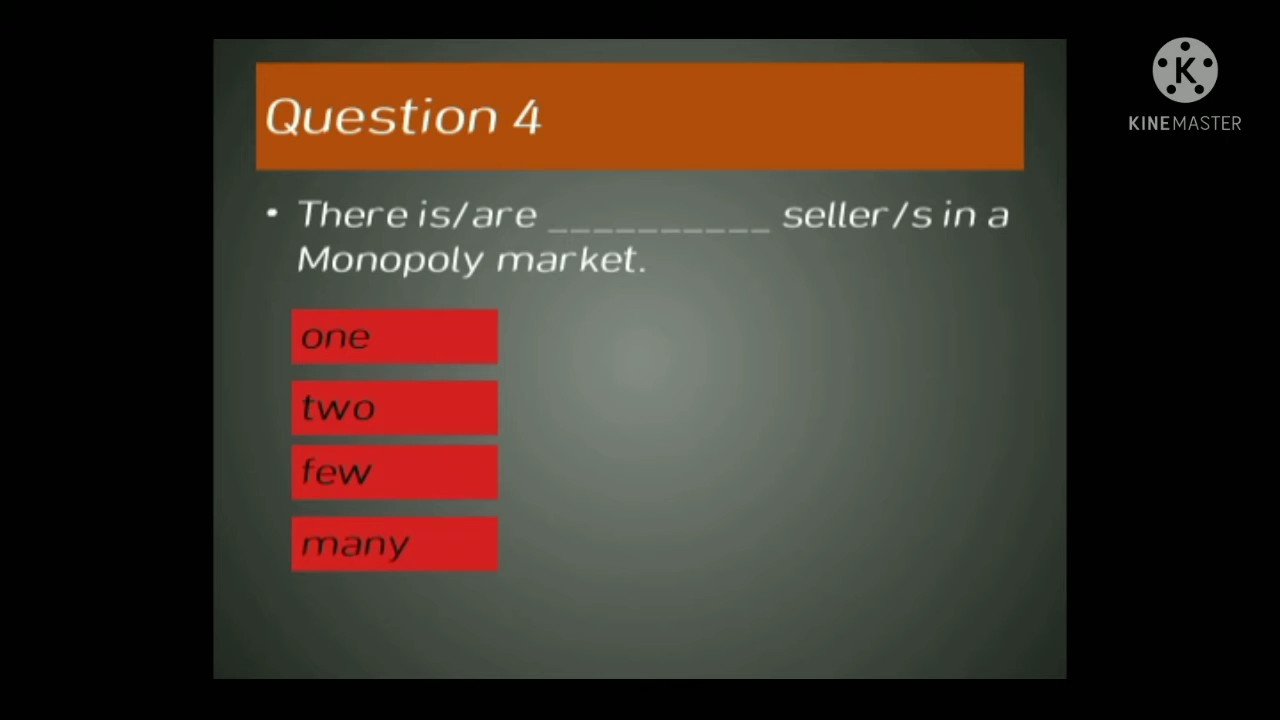 Question 4
• There is/are __________ seller/s in a
Monopoly market.
one
two
few
many
K
KINEMASTER